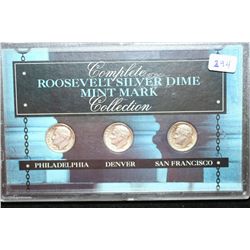 294
Complete
ROOSEVELT SILVER DIME
MINT MARK
Collection
PHILADELPHIA DENVER SAN FRANCISCO